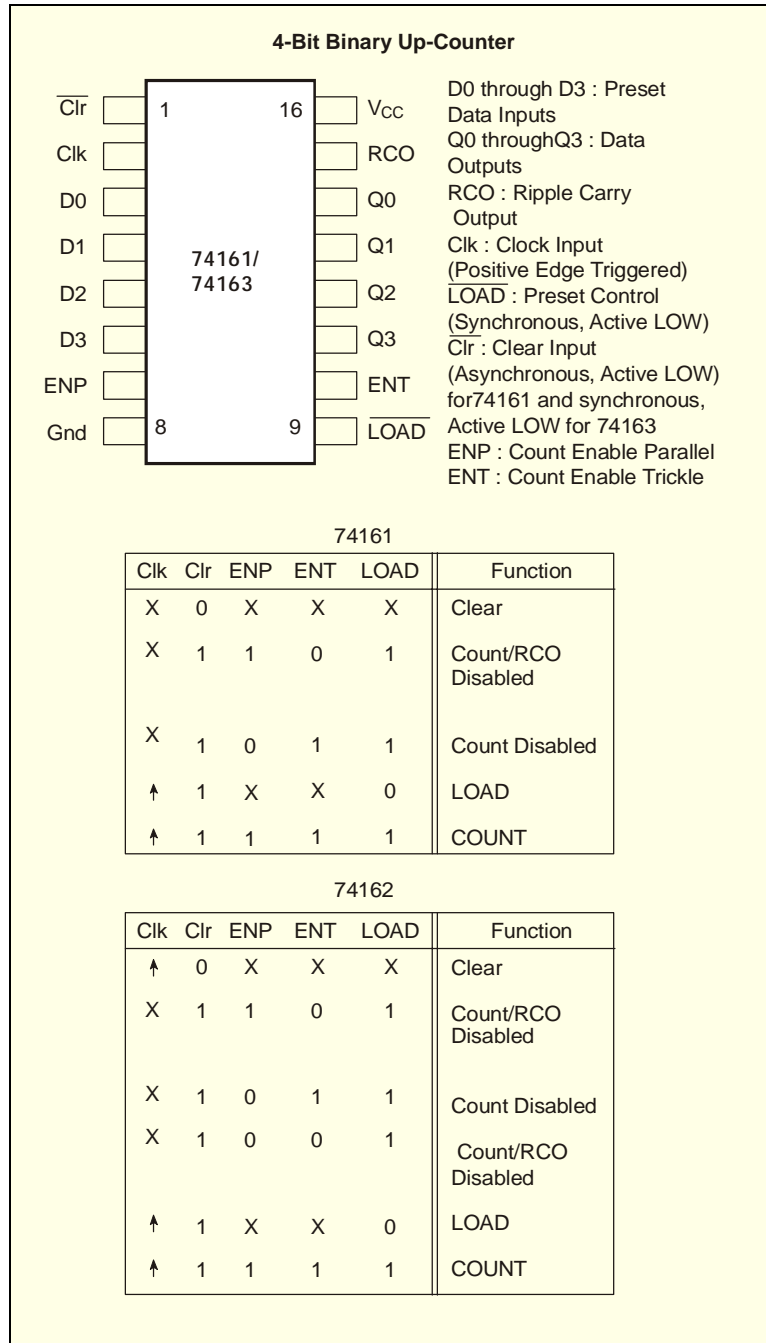 4-Bit Binary Up-Counter
Clr
Clk
D0
D1
D2
D3
ENP
Gnd
1
16
74161/
74163
8
9
VCC
RCO
Q0
Q1
Q2
Q3
ENT
LOAD
D0 through D3 : Preset
Data Inputs
Q0 throughQ3 : Data
Outputs
RCO : Ripple Carry
Output
Clk : Clock Input
(Positive Edge Triggered)
LOAD : Preset Control
(Synchronous, Active LOW)
Clr : Clear Input
(Asynchronous, Active LOW)
for74161 and synchronous,
Active LOW for 74163
ENP : Count Enable Parallel
ENT : Count Enable Trickle
74161
Clk Clr ENP ENT LOAD Function
X 0 X X X Clear
X 1 1 0 1 Count/RCO
Disabled
X 1 0 1 1 Count Disabled
↑ 1 X X 0 LOAD
↑ 1 1 1 1 COUNT
74162
Clk Clr ENP ENT LOAD Function
↑ 0 X X X Clear
X 1 1 0 1 Count/RCO
Disabled
X 1 0 1 1 Count Disabled
X 1 0 0 1 Count/RCO
Disabled
↑ 1 X X 0 LOAD
↑ 1 1 1 1 COUNT